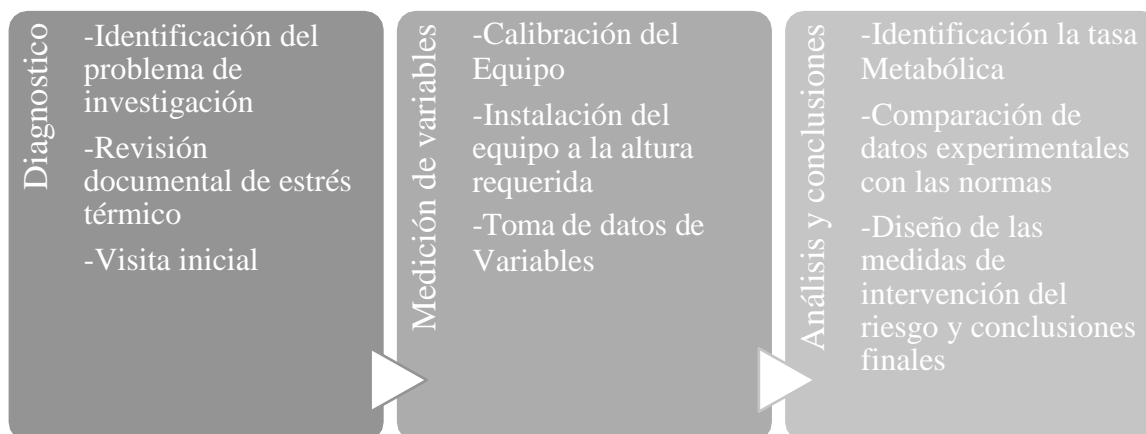 Diagnostico
-Identificación del
problema de
investigación
-Revisión
documental de estrés
térmico
-Visita inicial
Medición de variables
-Calibración del
Equipo
-Instalación del
equipo a la altura
requerida
-Toma de datos de
Variables
Análisis y conclusiones
-Identificación la tasa
Metabólica
-Comparación de
datos experimentales
con las normas
-Diseño de las
medidas de
intervención del
riesgo y conclusiones
finales